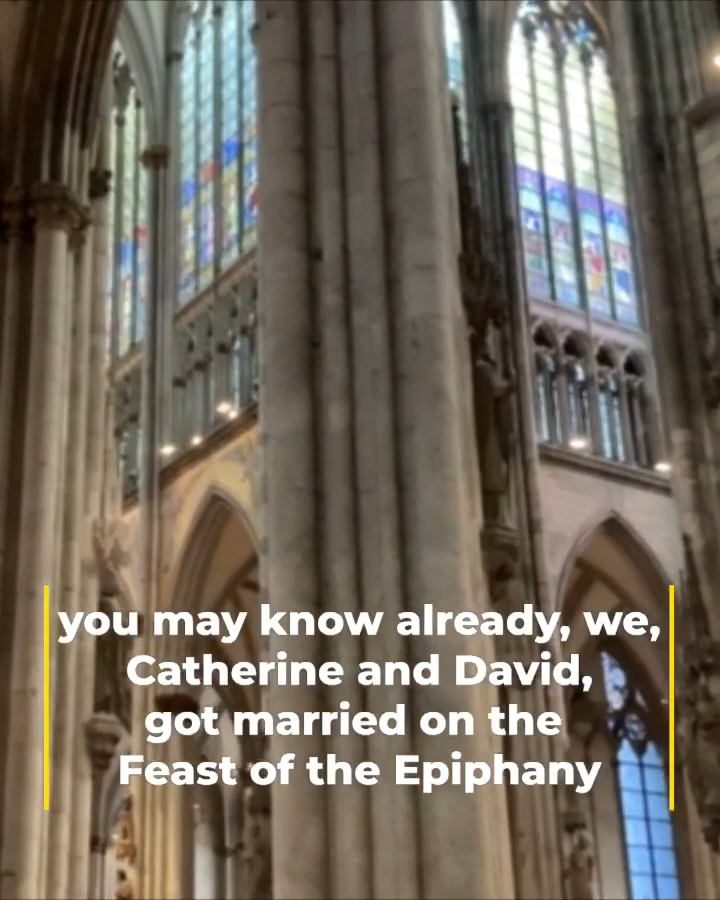 you may know already, we,
Catherine and David,
got married on the
Feast of the Epiphany